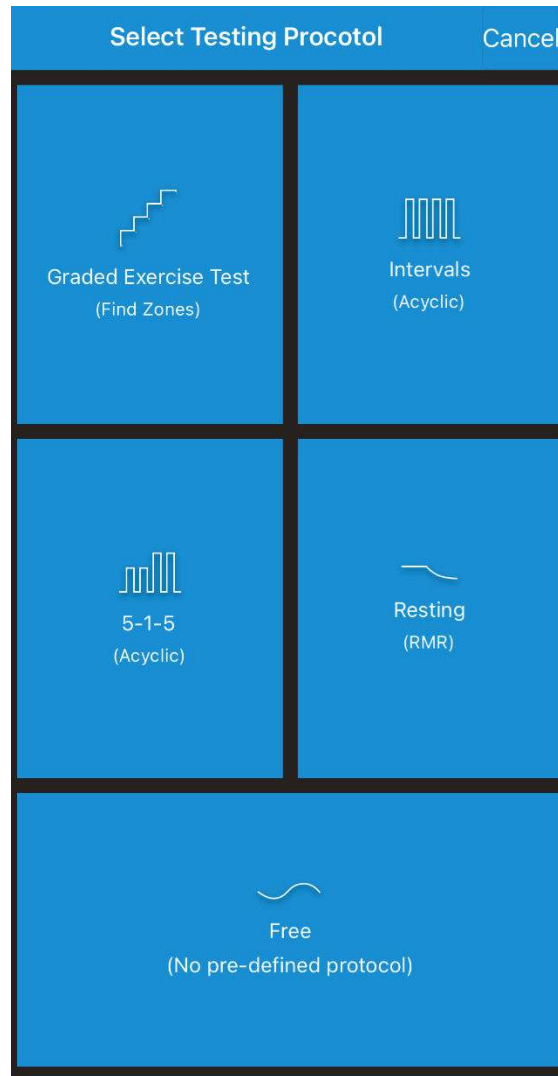 Select Testing Procotol
Cancel
Graded Exercise Test
(Find Zones)
Intervals
(Acyclic)
5-1-5
(Acyclic)
Resting
(RMR)
Free
(No pre-defined protocol)